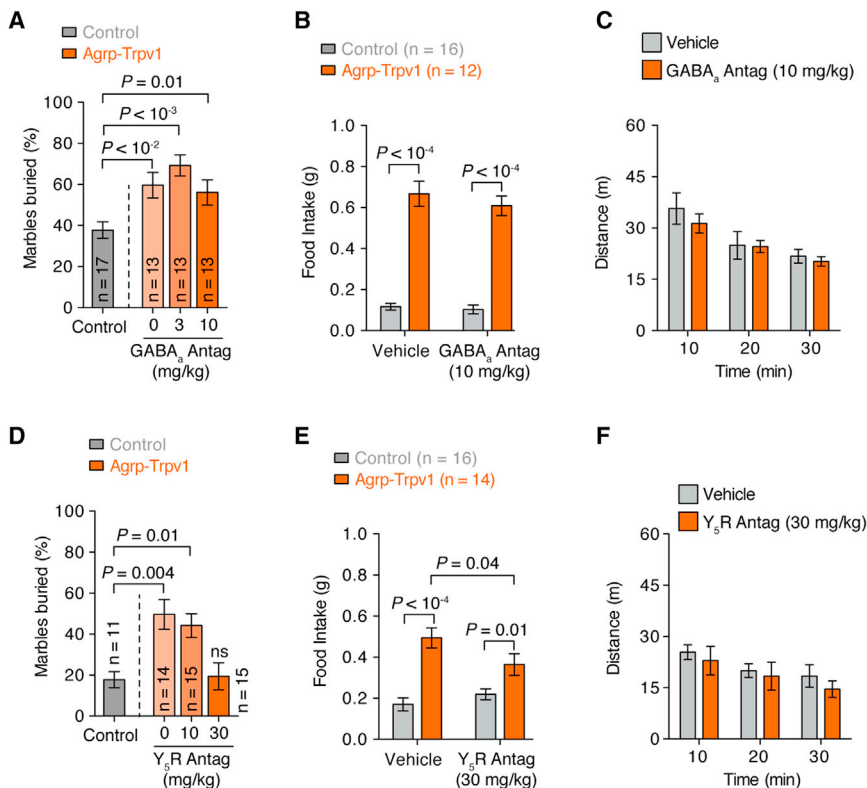 A
Control
Agrp-Trpv1
P = 0.01
P < 10-3
P < 10-2
Marbles buried (%)
100
80
60
40
20
0
n = 17
n = 13
n = 13
n = 13
Control
0 3 10
GABAa Antag
(mg/kg)
B
Control (n = 16)
Agrp-Trpv1 (n = 12)
Food Intake (g)
1.0
0.8
0.6
0.4
0.2
0.0
P < 10-4
P < 10-4
Vehicle
GABAa Antag
(10 mg/kg)
C
Vehicle
GABAa Antag (10 mg/kg)
Distance (m)
60
45
30
15
0
10 20 30
Time (min)
D
Control
Agrp-Trpv1
P = 0.01
P = 0.004
Marbles buried (%)
100
80
60
40
20
0
n = 11
n = 14
n = 15
ns
n = 15
Control
0 10 30
Y5R Antag
(mg/kg)
E
Control (n = 16)
Agrp-Trpv1 (n = 14)
Food Intake (g)
1.0
0.8
0.6
0.4
0.2
0.0
P = 0.04
P < 10-4
P = 0.01
Vehicle
Y5R Antag
(30 mg/kg)
F
Vehicle
Y5R Antag (30 mg/kg)
Distance (m)
60
45
30
15
0
10 20 30
Time (min)